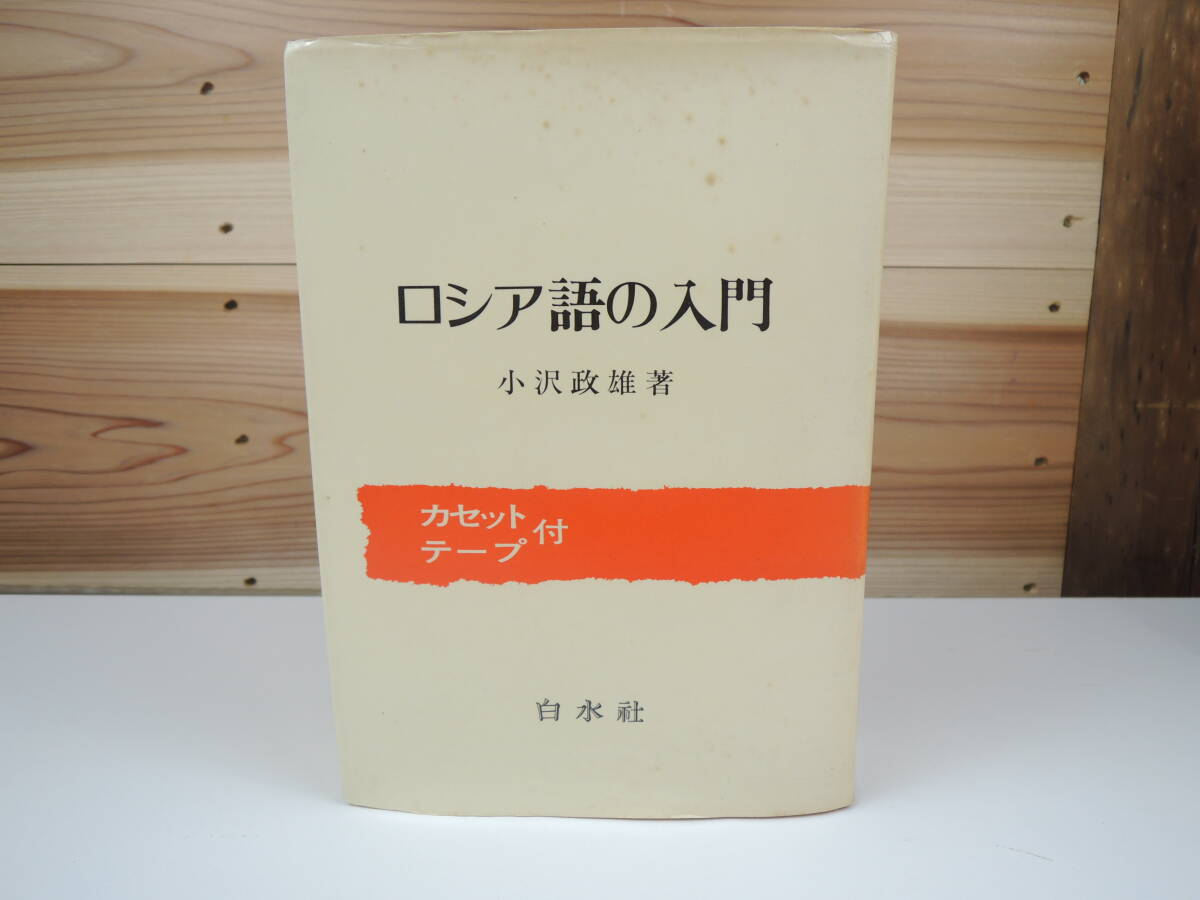 ロシア語の入門
小沢政雄著
カセット
テープ付
白水社